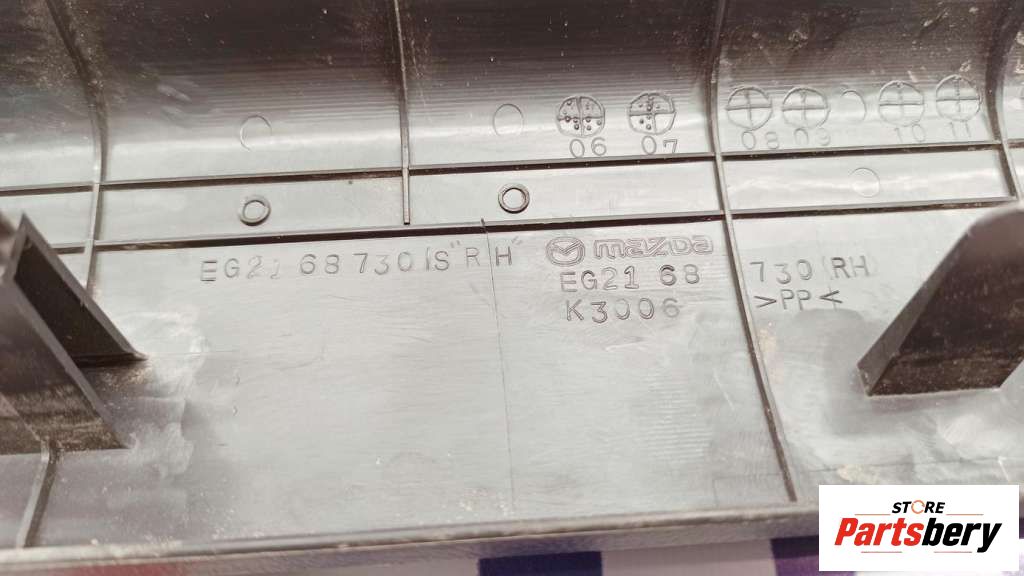 06 07 08 09 10 11
EG21 68 730 IS "RH"
mazda
EG21 68 730 (RH)
K3006 >PP<
STORE
Partsbery